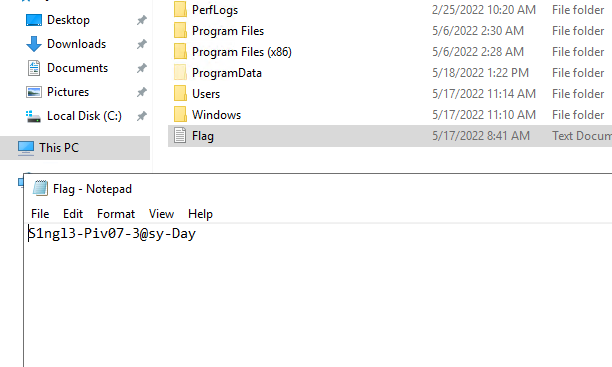 Desktop
Downloads
Documents
Pictures
Local Disk (C:)
This PC
PerfLogs 2/25/2022 10:20 AM File folder
Program Files 5/6/2022 2:30 AM File folder
Program Files (x86) 5/6/2022 2:28 AM File folder
ProgramData 5/18/2022 1:22 PM File folder
Users 5/17/2022 11:14 AM File folder
Windows 5/17/2022 11:10 AM File folder
Flag 5/17/2022 8:41 AM Text Docum
Flag - Notepad
File Edit Format View Help
S1ngl3-Piv07-3@sy-Day